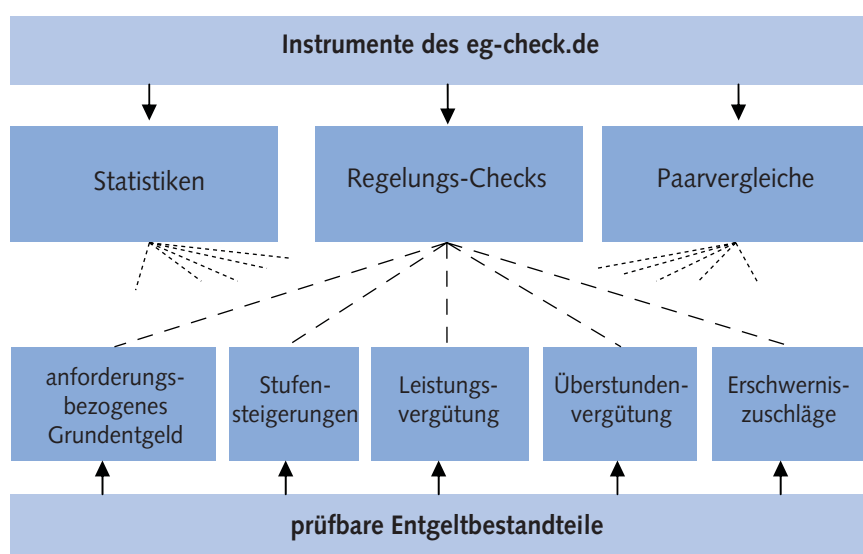 Instrumente des eg-check.de
Statistiken
Regelungs-Checks
Paarvergleiche
anforderungs-
bezogenes
Grundentgeld
Stufen-
steigerungen
Leistungs-
vergütung
Überstunden-
vergütung
Erschwernis-
zuschläge
prüfbare Entgeltbestandteile